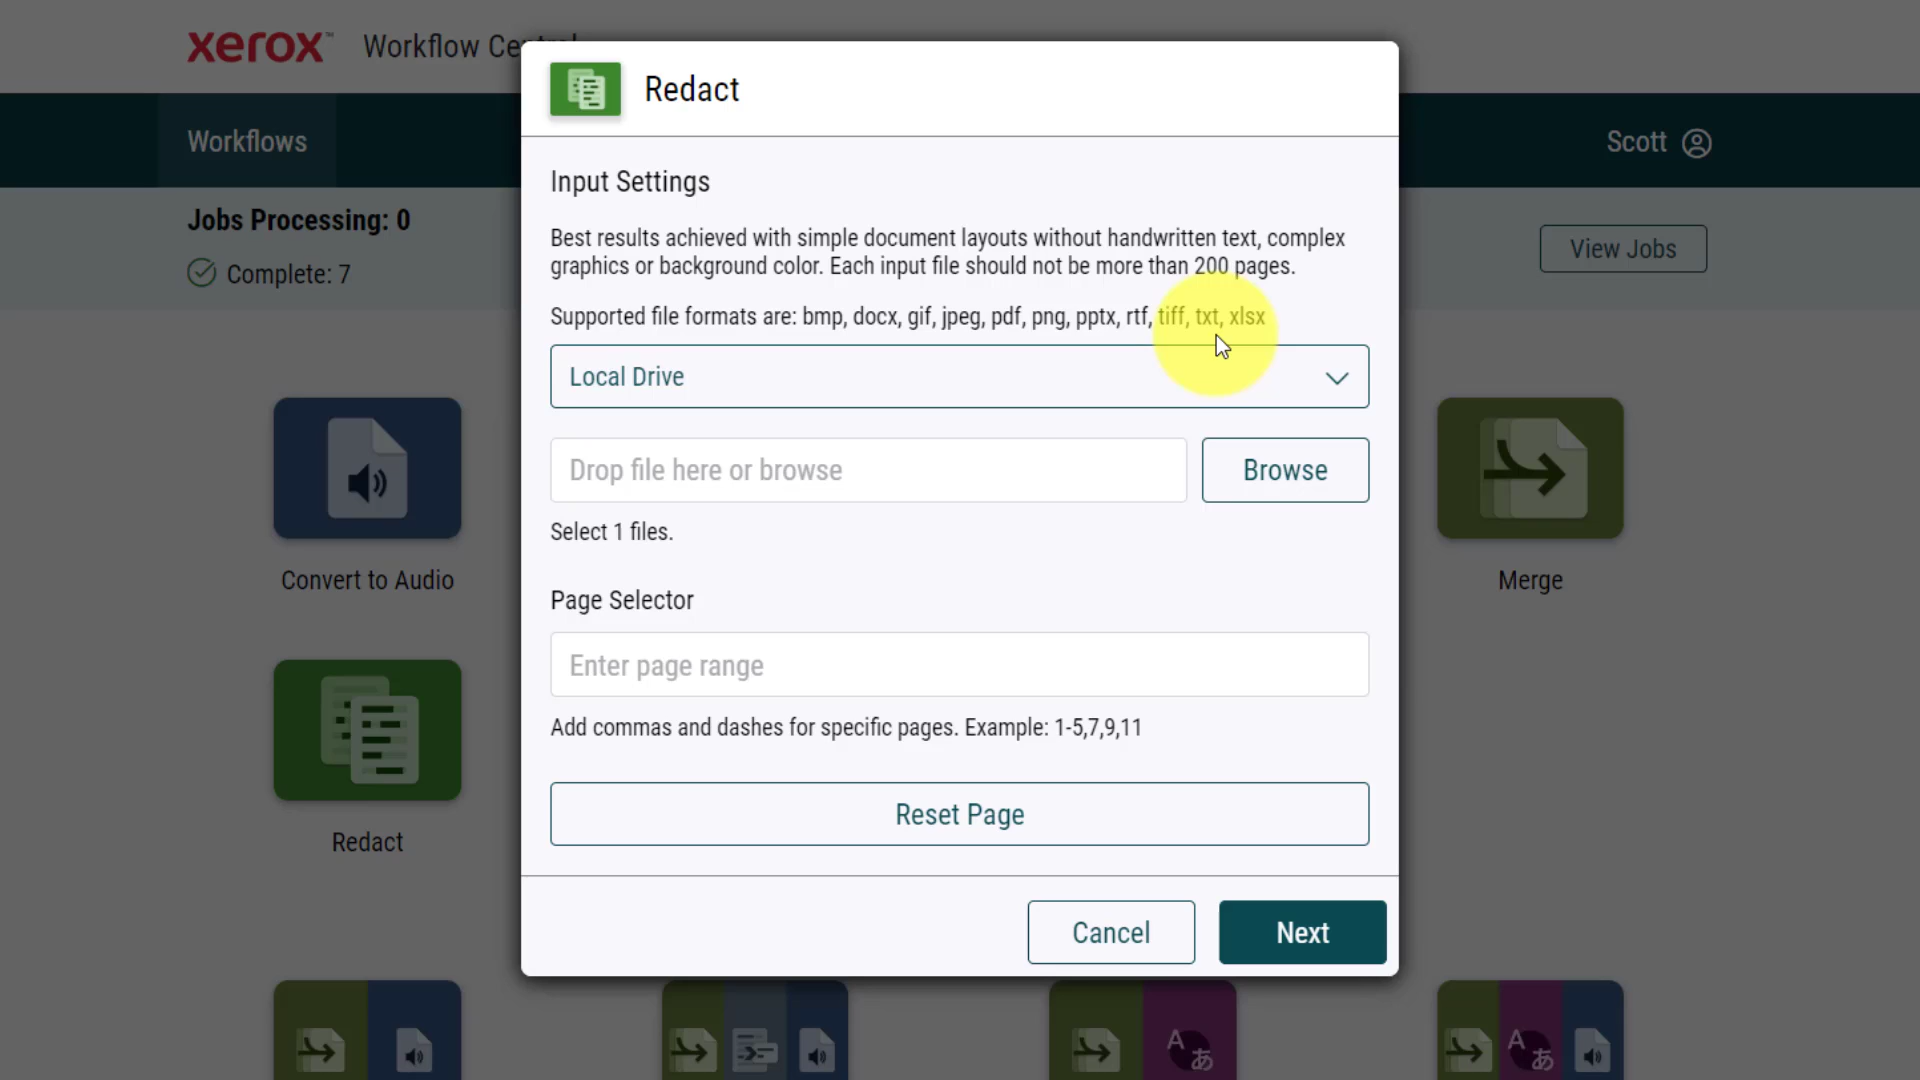 xerox™ Workflow Central
Redact
Workflows
Scott
Jobs Processing: 0
Complete: 7
View Jobs
Input Settings
Best results achieved with simple document layouts without handwritten text, complex
graphics or background color. Each input file should not be more than 200 pages.
Supported file formats are: bmp, docx, gif, jpeg, pdf, png, pptx, rtf, tiff, txt, xlsx
Local Drive
Drop file here or browse
Browse
Select 1 files.
Page Selector
Enter page range
Add commas and dashes for specific pages. Example: 1-5,7,9,11
Reset Page
Cancel
Next
Convert to Audio
Merge
Redact
A あ
A あ